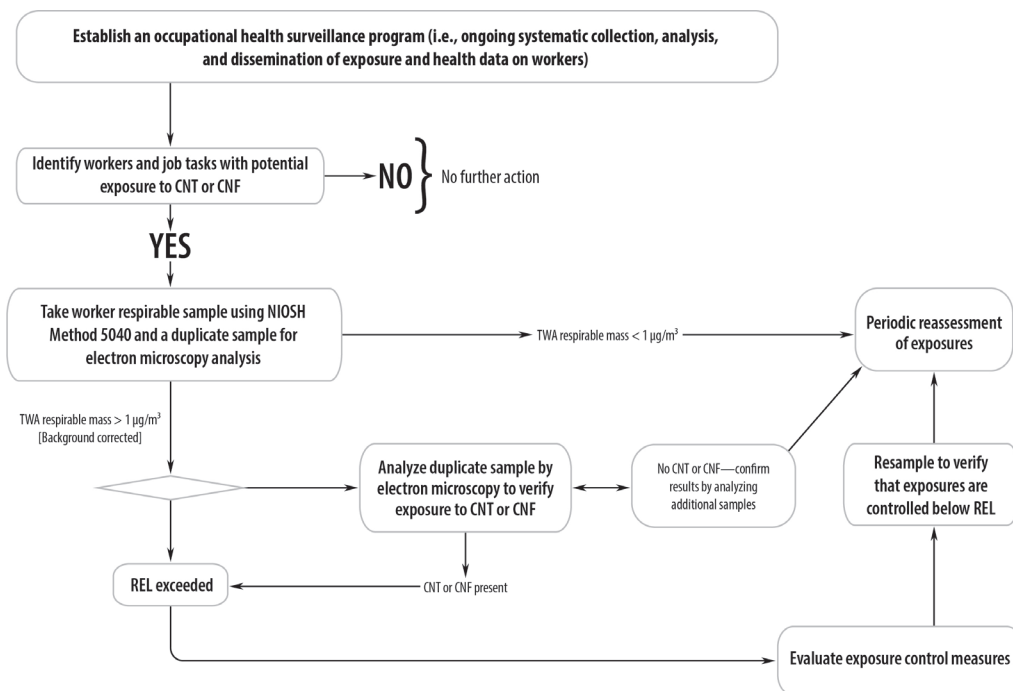 Establish an occupational health surveillance program (i.e., ongoing systematic collection, analysis,
and dissemination of exposure and health data on workers)
Identify workers and job tasks with potential
exposure to CNT or CNF
NO
No further action
YES
Take worker respirable sample using NIOSH
Method 5040 and a duplicate sample for
electron microscopy analysis
TWA respirable mass < 1 µg/m³
Periodic reassessment
of exposures
TWA respirable mass > 1 µg/m³
[Background corrected]
Analyze duplicate sample by
electron microscopy to verify
exposure to CNT or CNF
No CNT or CNF—confirm
results by analyzing
additional samples
Resample to verify
that exposures are
controlled below REL
REL exceeded
CNT or CNF present
Evaluate exposure control measures